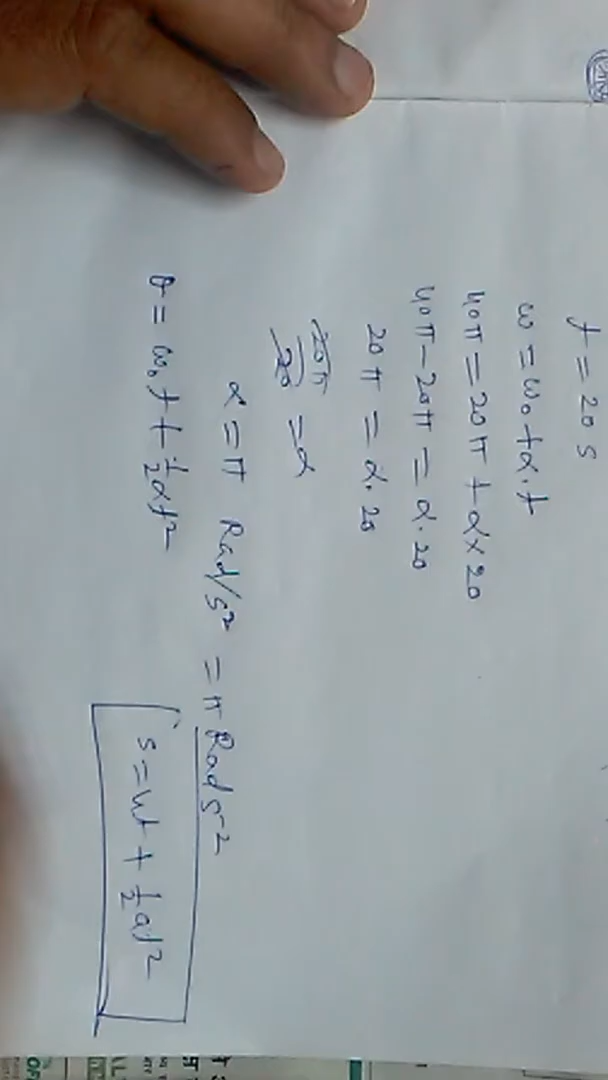 t = 20 s
ω = ω₀ + α.t
40π = 20π + α×20
40π - 20π = α.20
20π = α.20
20π/20 = α
α = π Rad/s² = π Rad s⁻²
θ = ω₀t + ½αt²
s = ut + ½at²